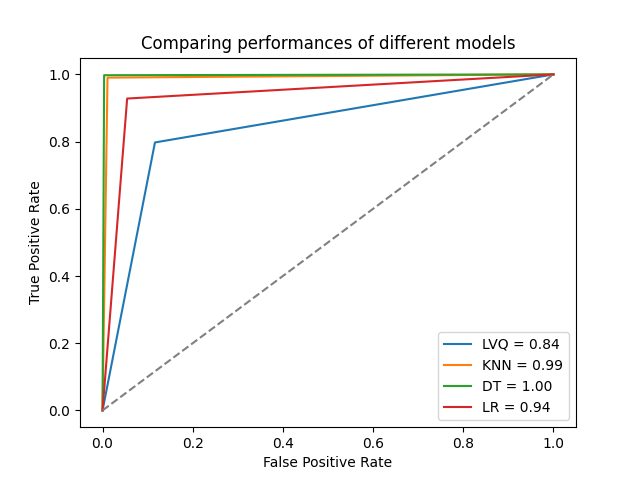 Comparing performances of different models
True Positive Rate
1.0
0.8
0.6
0.4
0.2
0.0
LVQ = 0.84
KNN = 0.99
DT = 1.00
LR = 0.94
0.0 0.2 0.4 0.6 0.8 1.0
False Positive Rate